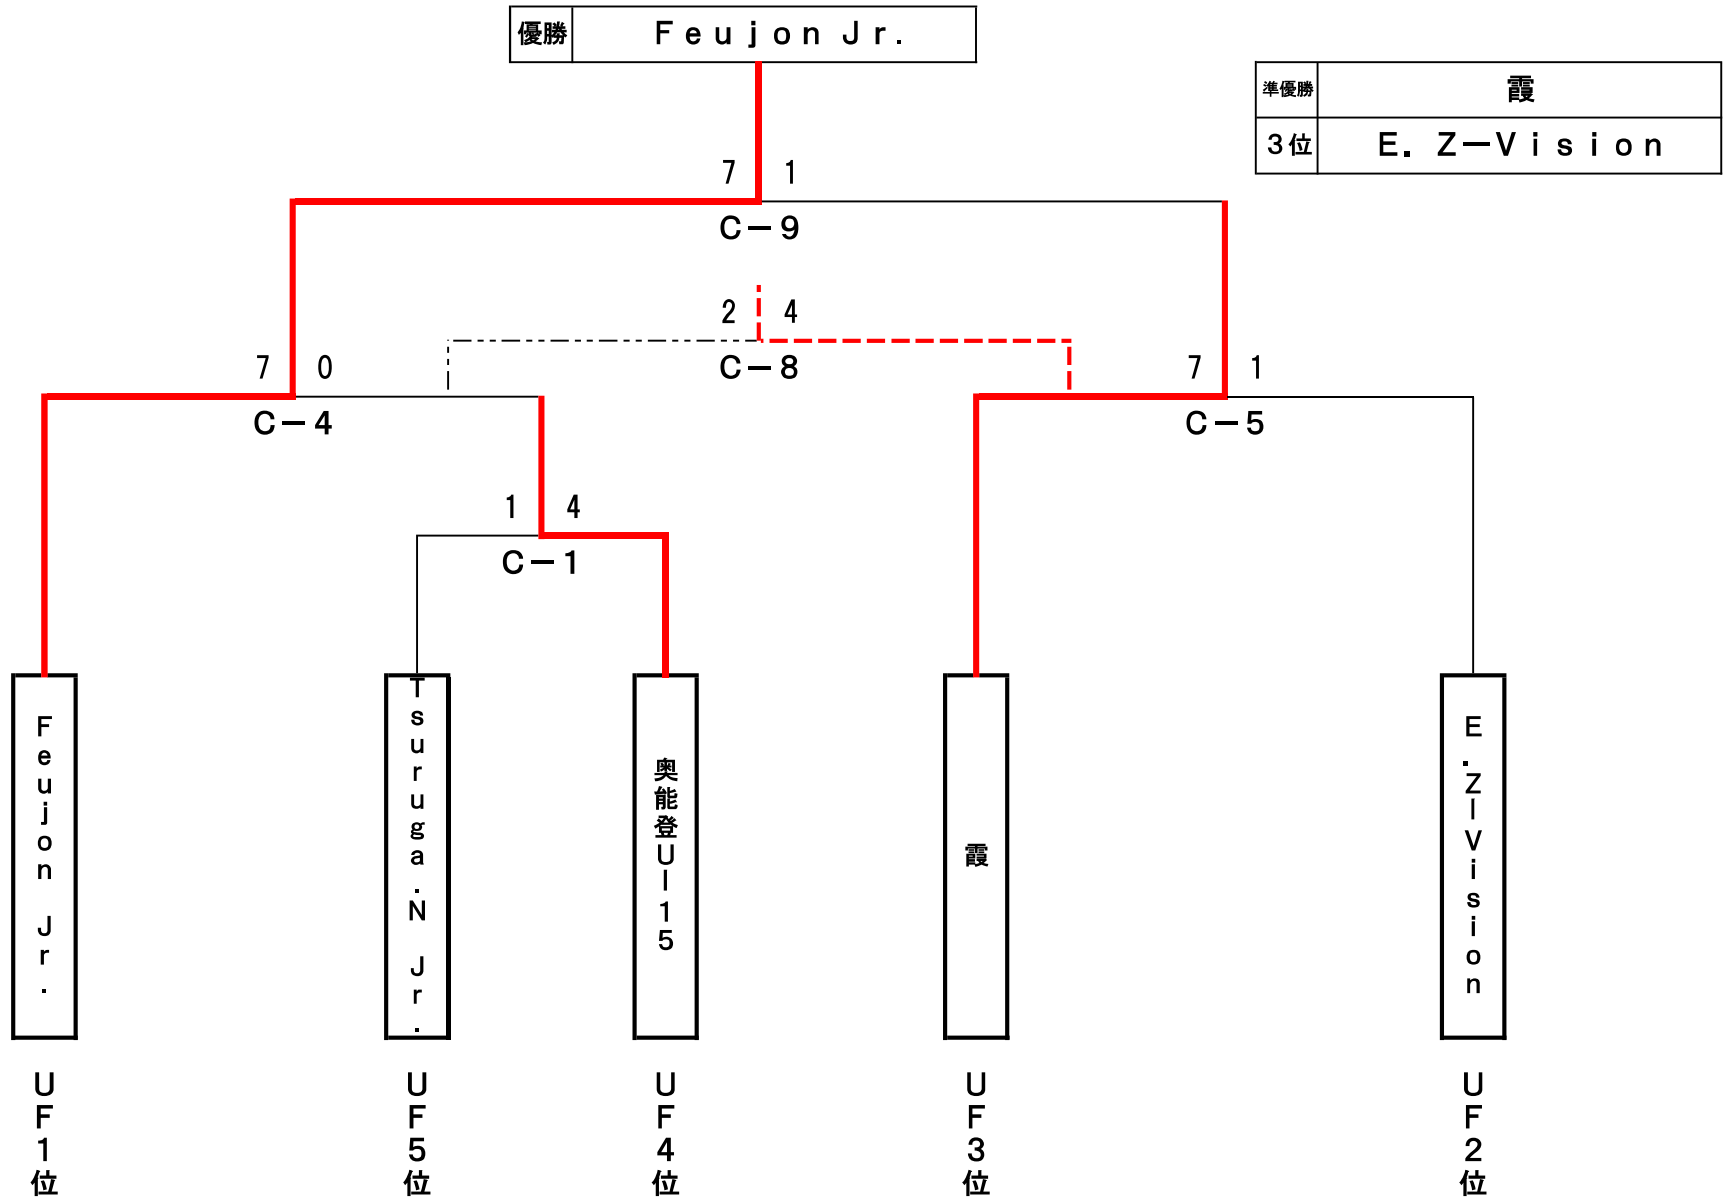 優勝 Feujon Jr.
準優勝 霞
3位 E．Z－Vision
7 1
C－9
2 4
C－8
7 0
C－4
7 1
C－5
1 4
C－1
Feujon Jr.
Tsuruga.N Jr.
奥能登U－15
霞
E.Z－Vision
UF1位
UF5位
UF4位
UF3位
UF2位